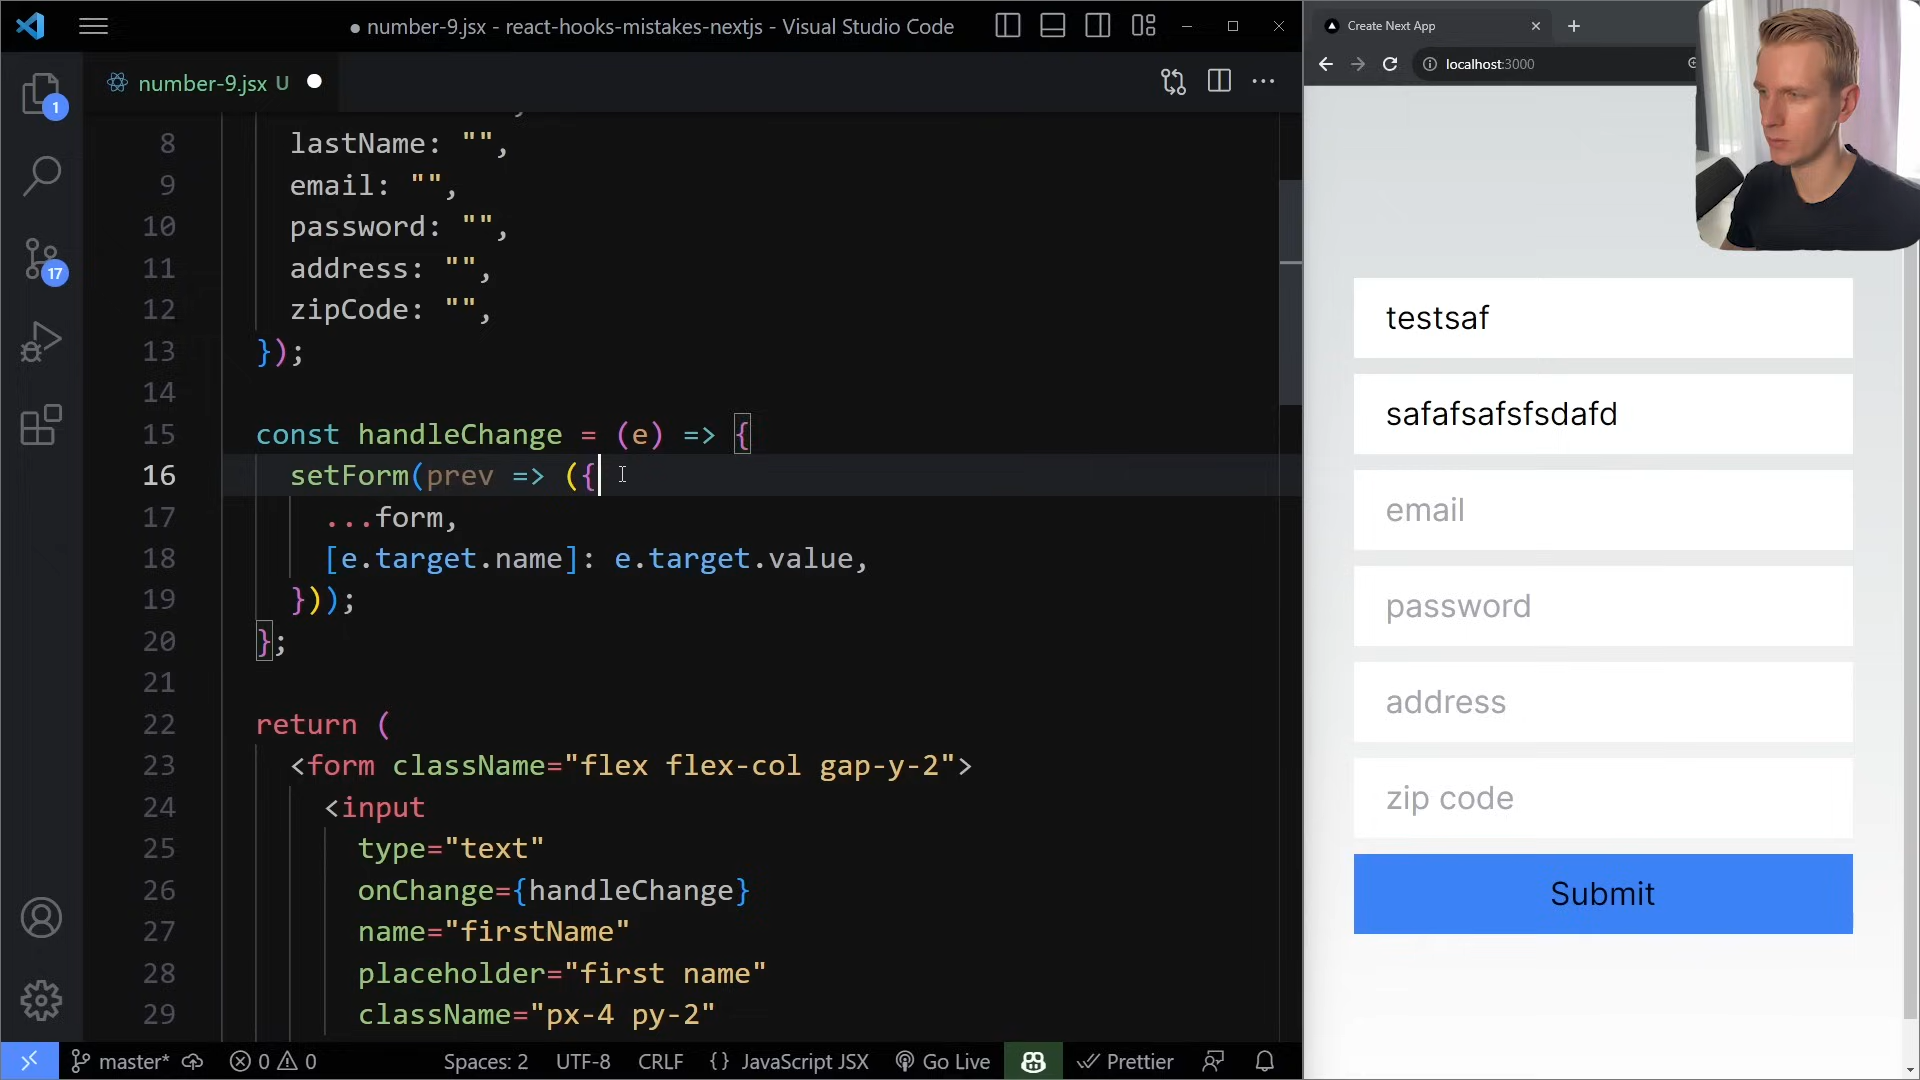 number-9.jsx - react-hooks-mistakes-nextjs - Visual Studio Code
number-9.jsx U
1
17
8 lastName: "",
9 email: "",
10 password: "",
11 address: "",
12 zipCode: "",
13 });
14
15 const handleChange = (e) => {
16 setForm(prev => ({
17 ...form,
18 [e.target.name]: e.target.value,
19 }));
20 };
21
22 return (
23 <form className="flex flex-col gap-y-2">
24 <input
25 type="text"
26 onChange={handleChange}
27 name="firstName"
28 placeholder="first name"
29 className="px-4 py-2"
master* 0 0 Spaces: 2 UTF-8 CRLF {} JavaScript JSX Go Live Prettier
Create Next App
localhost:3000
testsaf
safafsafsfsdafd
email
password
address
zip code
Submit